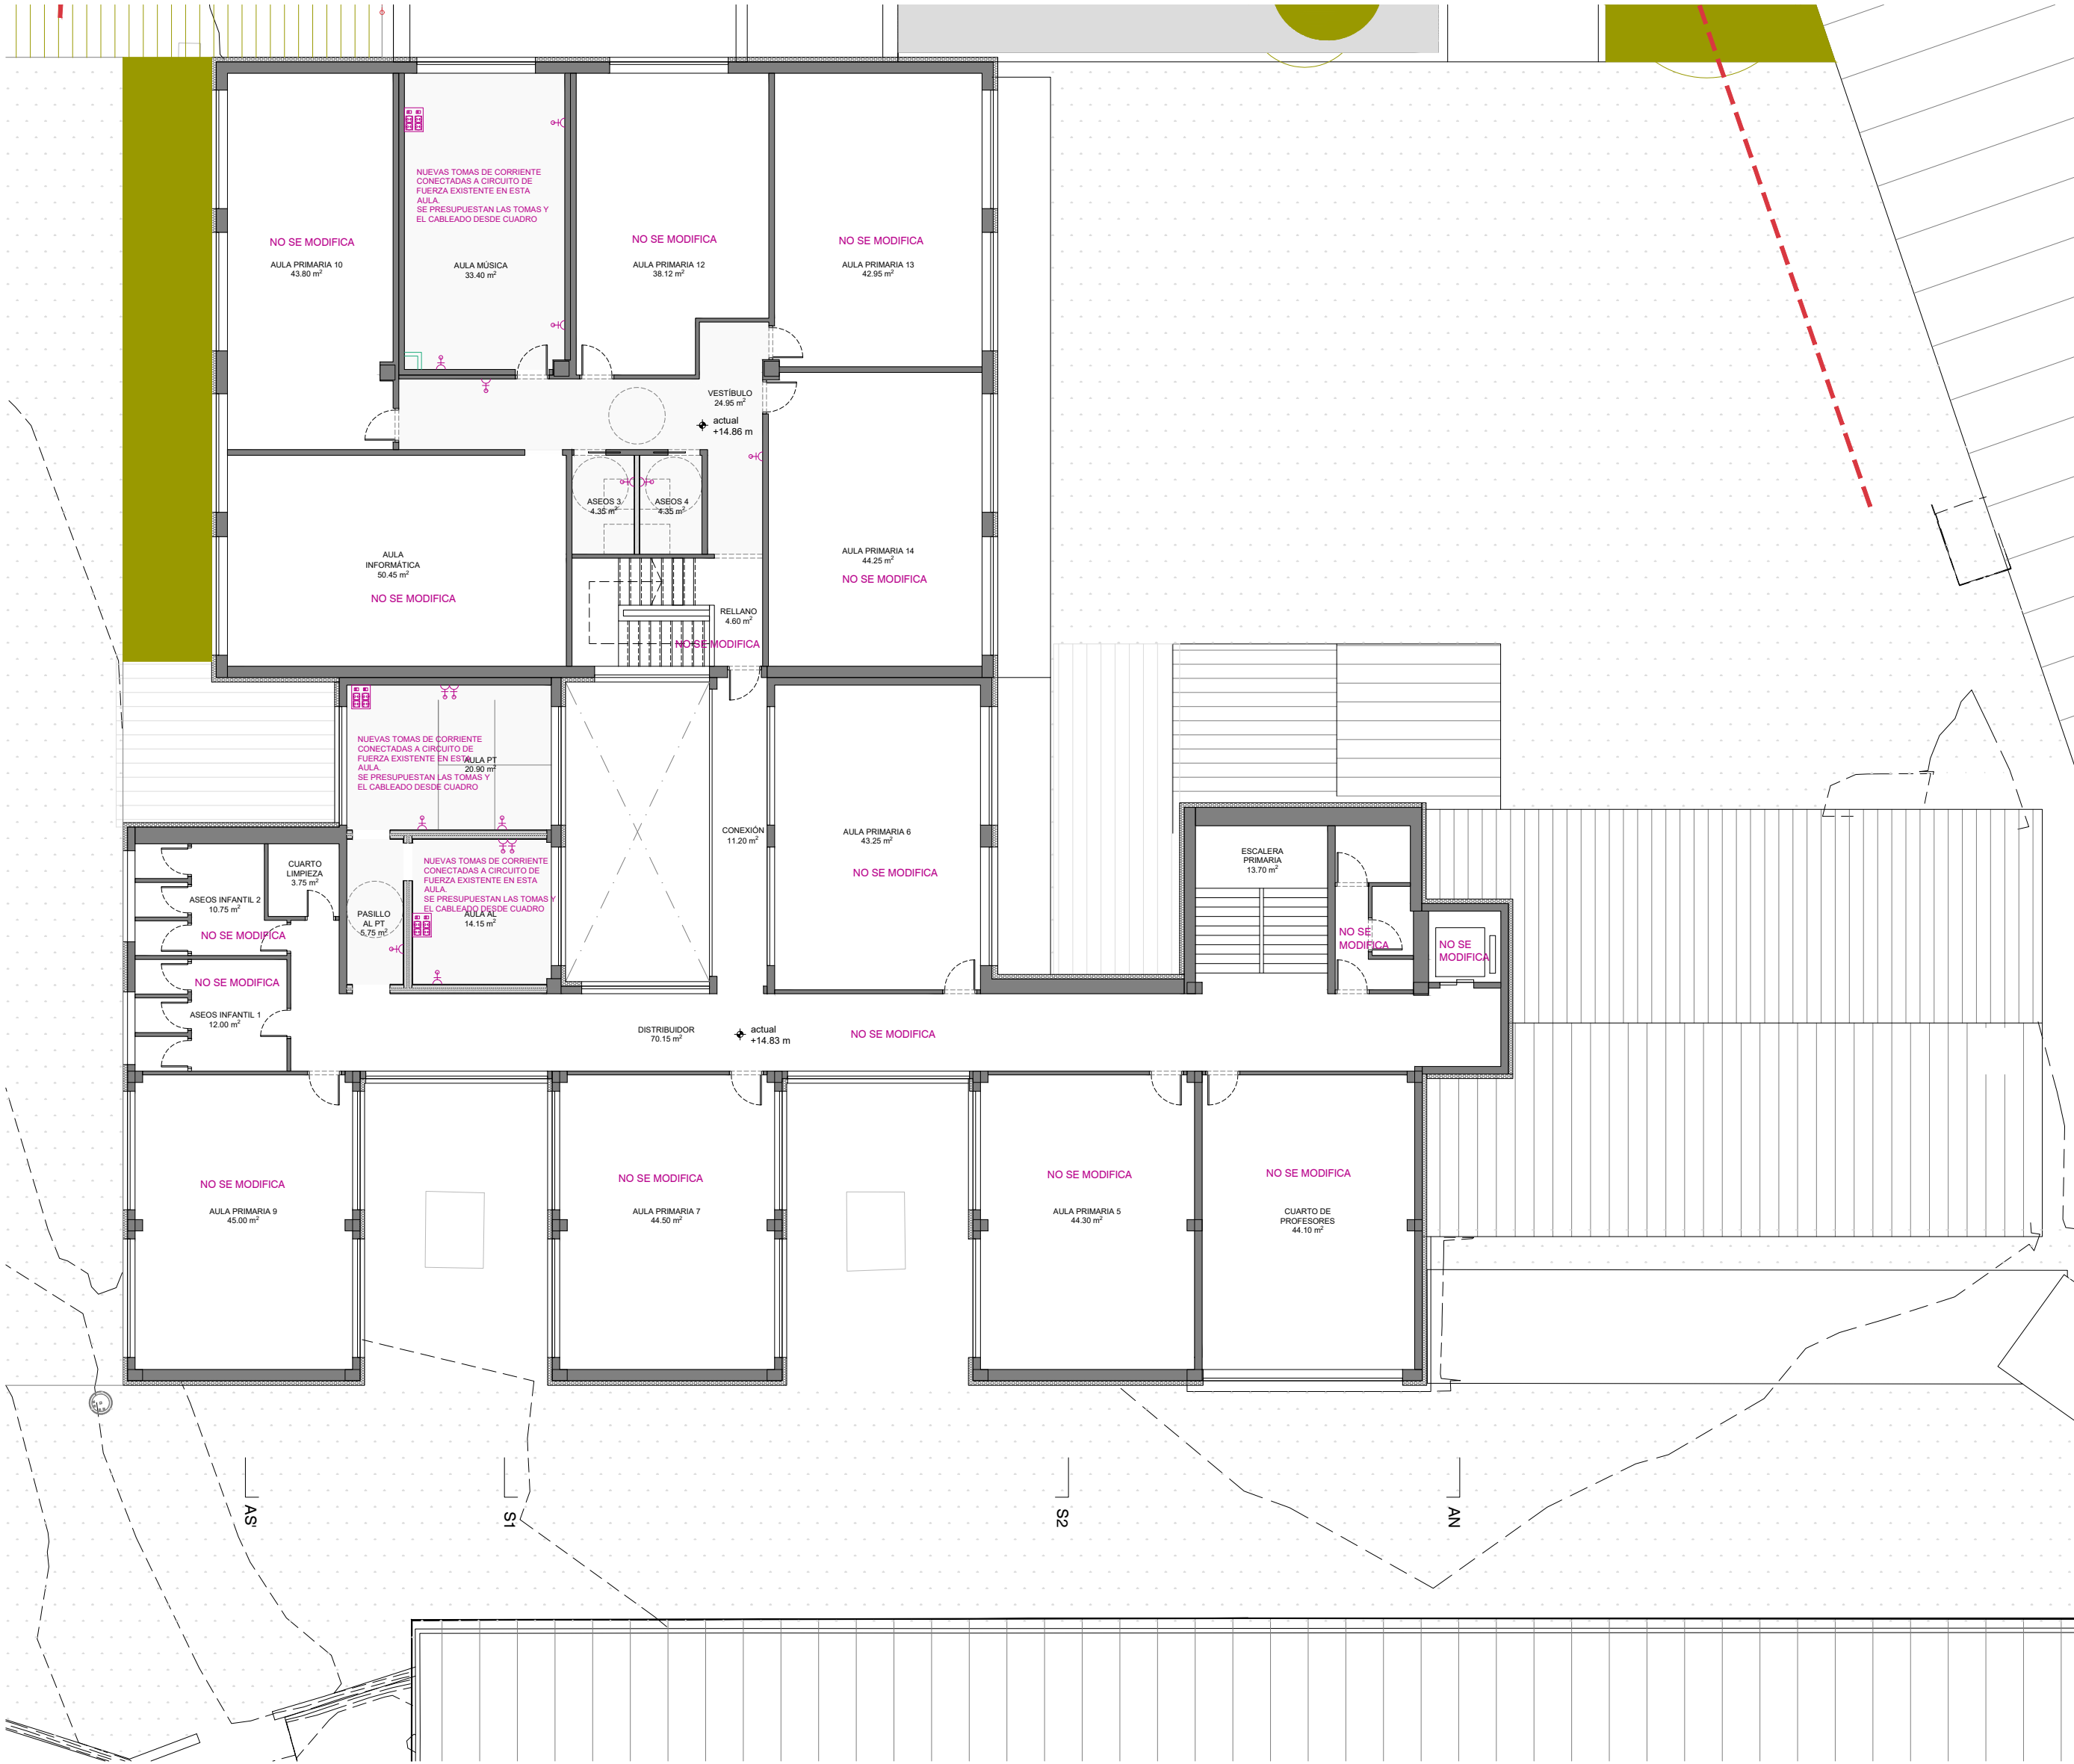 NUEVAS TOMAS DE CORRIENTE
CONECTADAS A CIRCUITO DE
FUERZA EXISTENTE EN ESTA
AULA.
SE PRESUPUESTAN LAS TOMAS Y
EL CABLEADO DESDE CUADRO
NO SE MODIFICA
AULA PRIMARIA 10
43.80 m²
AULA MÚSICA
33.40 m²
NO SE MODIFICA
AULA PRIMARIA 12
38.12 m²
NO SE MODIFICA
AULA PRIMARIA 13
42.95 m²
VESTÍBULO
24.95 m²
actual
+14.86 m
ASEOS 3
4.35 m²
ASEOS 4
4.35 m²
AULA
INFORMÁTICA
50.45 m²
NO SE MODIFICA
AULA PRIMARIA 14
44.25 m²
NO SE MODIFICA
RELLANO
4.60 m²
NO SE MODIFICA
NUEVAS TOMAS DE CORRIENTE
CONECTADAS A CIRCUITO DE
FUERZA EXISTENTE EN ESTA
AULA.
SE PRESUPUESTAN LAS TOMAS Y
EL CABLEADO DESDE CUADRO
AULA PT
20.90 m²
CONEXIÓN
11.20 m²
AULA PRIMARIA 6
43.25 m²
NO SE MODIFICA
ESCALERA
PRIMARIA
13.70 m²
NO SE
MODIFICA
NO SE
MODIFICA
CUARTO
LIMPIEZA
3.75 m²
NUEVAS TOMAS DE CORRIENTE
CONECTADAS A CIRCUITO DE
FUERZA EXISTENTE EN ESTA
AULA.
SE PRESUPUESTAN LAS TOMAS Y
EL CABLEADO DESDE CUADRO
AULA AL
14.15 m²
ASEOS INFANTIL 2
10.75 m²
NO SE MODIFICA
PASILLO
AL PT
5.75 m²
NO SE MODIFICA
ASEOS INFANTIL 1
12.00 m²
DISTRIBUIDOR
70.15 m²
actual
+14.83 m
NO SE MODIFICA
NO SE MODIFICA
AULA PRIMARIA 9
45.00 m²
NO SE MODIFICA
AULA PRIMARIA 7
44.50 m²
NO SE MODIFICA
AULA PRIMARIA 5
44.30 m²
NO SE MODIFICA
CUARTO DE
PROFESORES
44.10 m²
AS'
S1
S2
AN